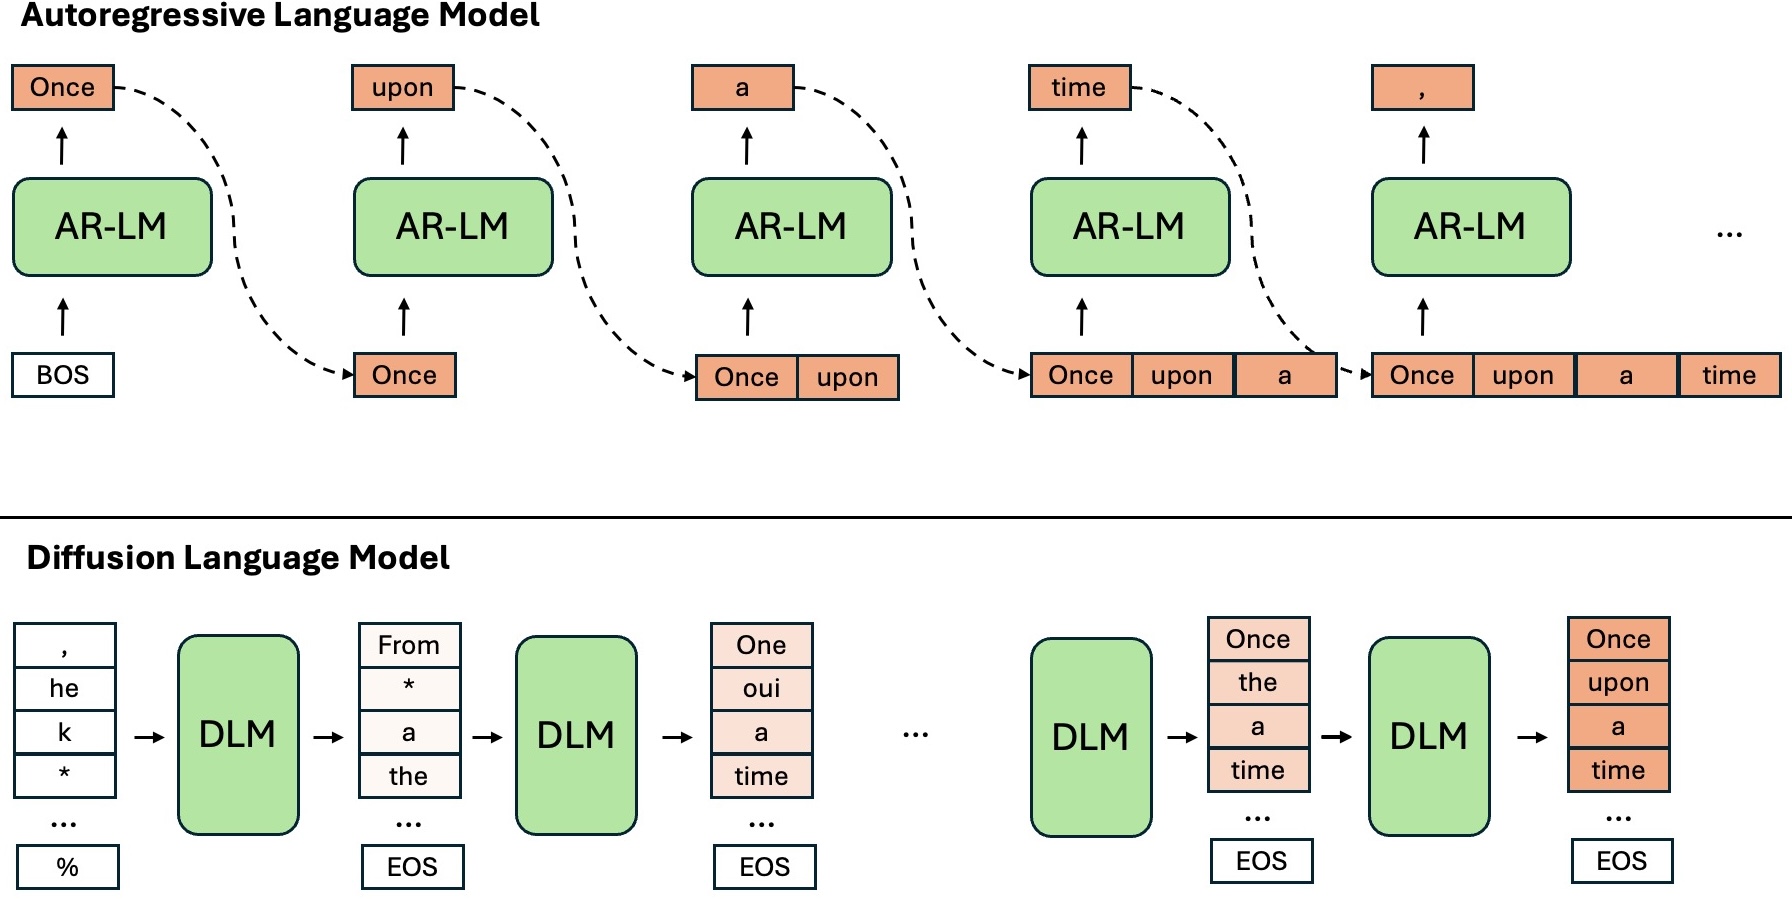 Autoregressive Language Model
Once upon a time ,
AR-LM AR-LM AR-LM AR-LM AR-LM ...
BOS Once Once upon Once upon a Once upon a time
Diffusion Language Model
, From One Once Once
he * oui the upon
k a a a a
DLM DLM ... DLM DLM
* the time time time
... ... ... ... ...
% EOS EOS EOS EOS